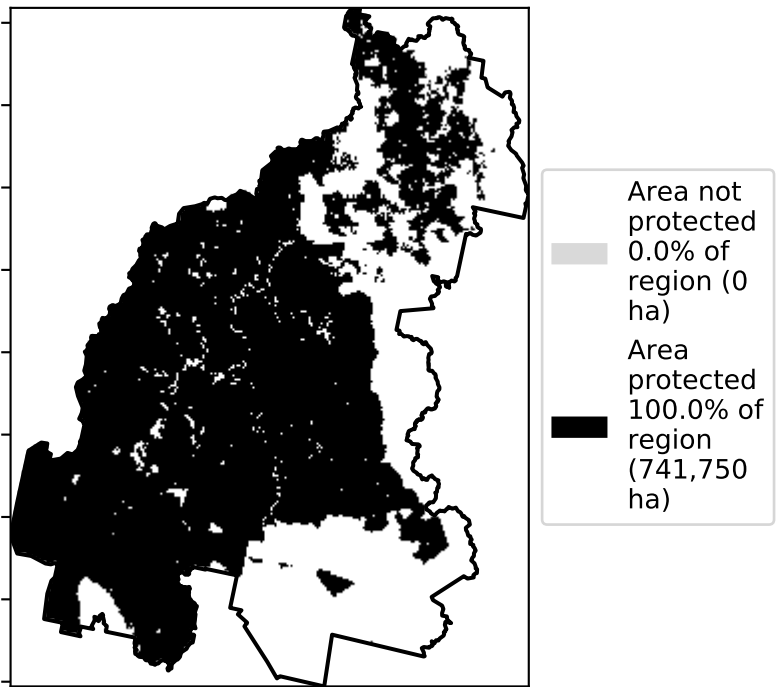 Area not
protected
0.0% of
region (0
ha)
Area
protected
100.0% of
region
(741,750
ha)